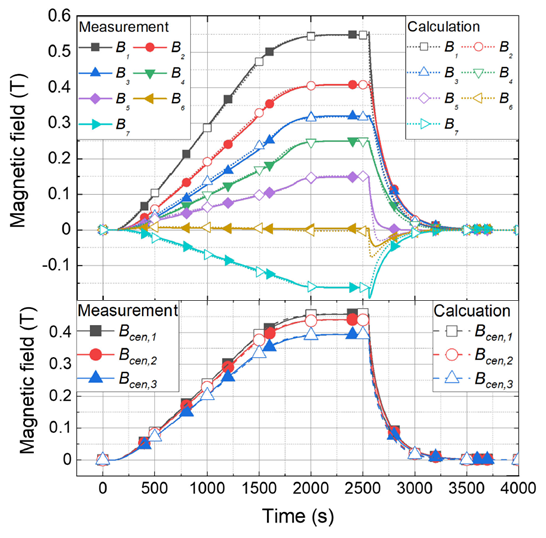 Magnetic field (T)
0.6
0.5
0.4
0.3
0.2
0.1
0
-0.1
Measurement
B1 B2
B3 B4
B5 B6
B7
Calculation
B1 B2
B3 B4
B5 B6
B7
Magnetic field (T)
0.4
0.3
0.2
0.1
0
Measurement
Bcen,1
Bcen,2
Bcen,3
Calcuation
Bcen,1
Bcen,2
Bcen,3
0 500 1000 1500 2000 2500 3000 3500 4000
Time (s)